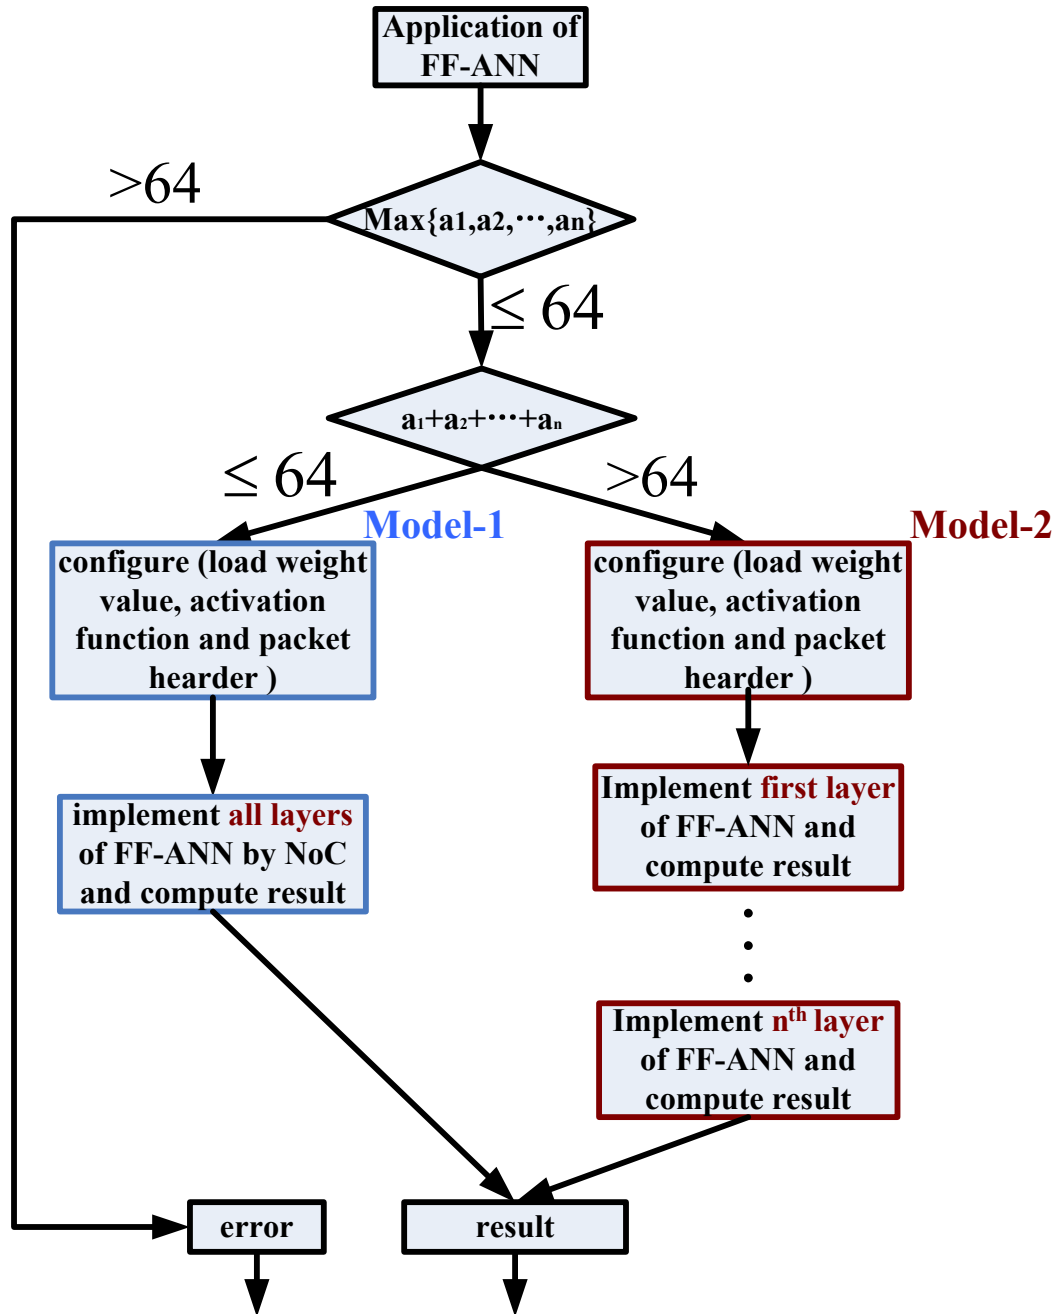 Application of
FF-ANN
>64
Max{a1,a2,⋯,an}
≤ 64
a₁+a₂+⋯+aₙ
≤ 64
>64
Model-1
Model-2
configure (load weight
value, activation
function and packet
hearder )
configure (load weight
value, activation
function and packet
hearder )
implement all layers
of FF-ANN by NoC
and compute result
Implement first layer
of FF-ANN and
compute result
Implement nᵗʰ layer
of FF-ANN and
compute result
error
result